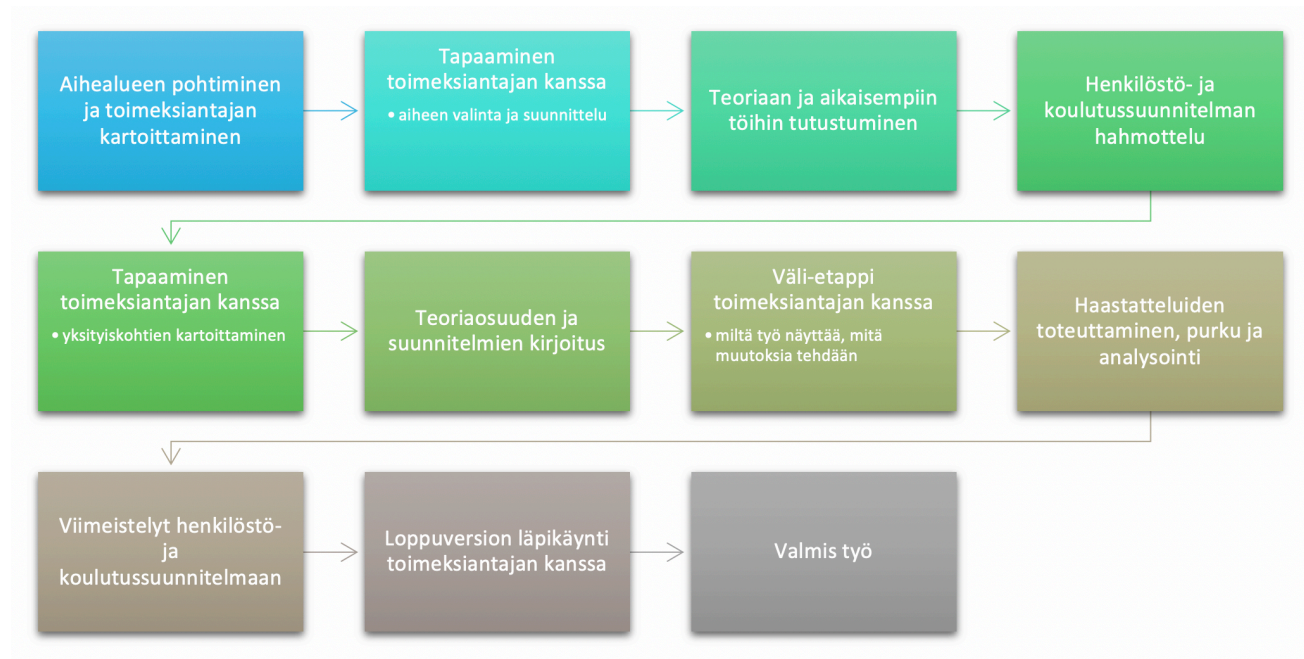 Aihealueen pohtiminen
ja toimeksiantajan
kartoittaminen
Tapaaminen
toimeksiantajan kanssa
• aiheen valinta ja suunnittelu
Teoriaan ja aikaisempiin
töihin tutustuminen
Henkilöstö- ja
koulutussuunnitelman
hahmottelu
Tapaaminen
toimeksiantajan kanssa
• yksityiskohtien kartoittaminen
Teoriaosuuden ja
suunnitelmien kirjoitus
Väli-etappi
toimeksiantajan kanssa
• miltä työ näyttää, mitä
muutoksia tehdään
Haastatteluiden
toteuttaminen, purku ja
analysointi
Viimeistelyt henkilöstö-
ja
koulutussuunnitelmaan
Loppuversion läpikäynti
toimeksiantajan kanssa
Valmis työ